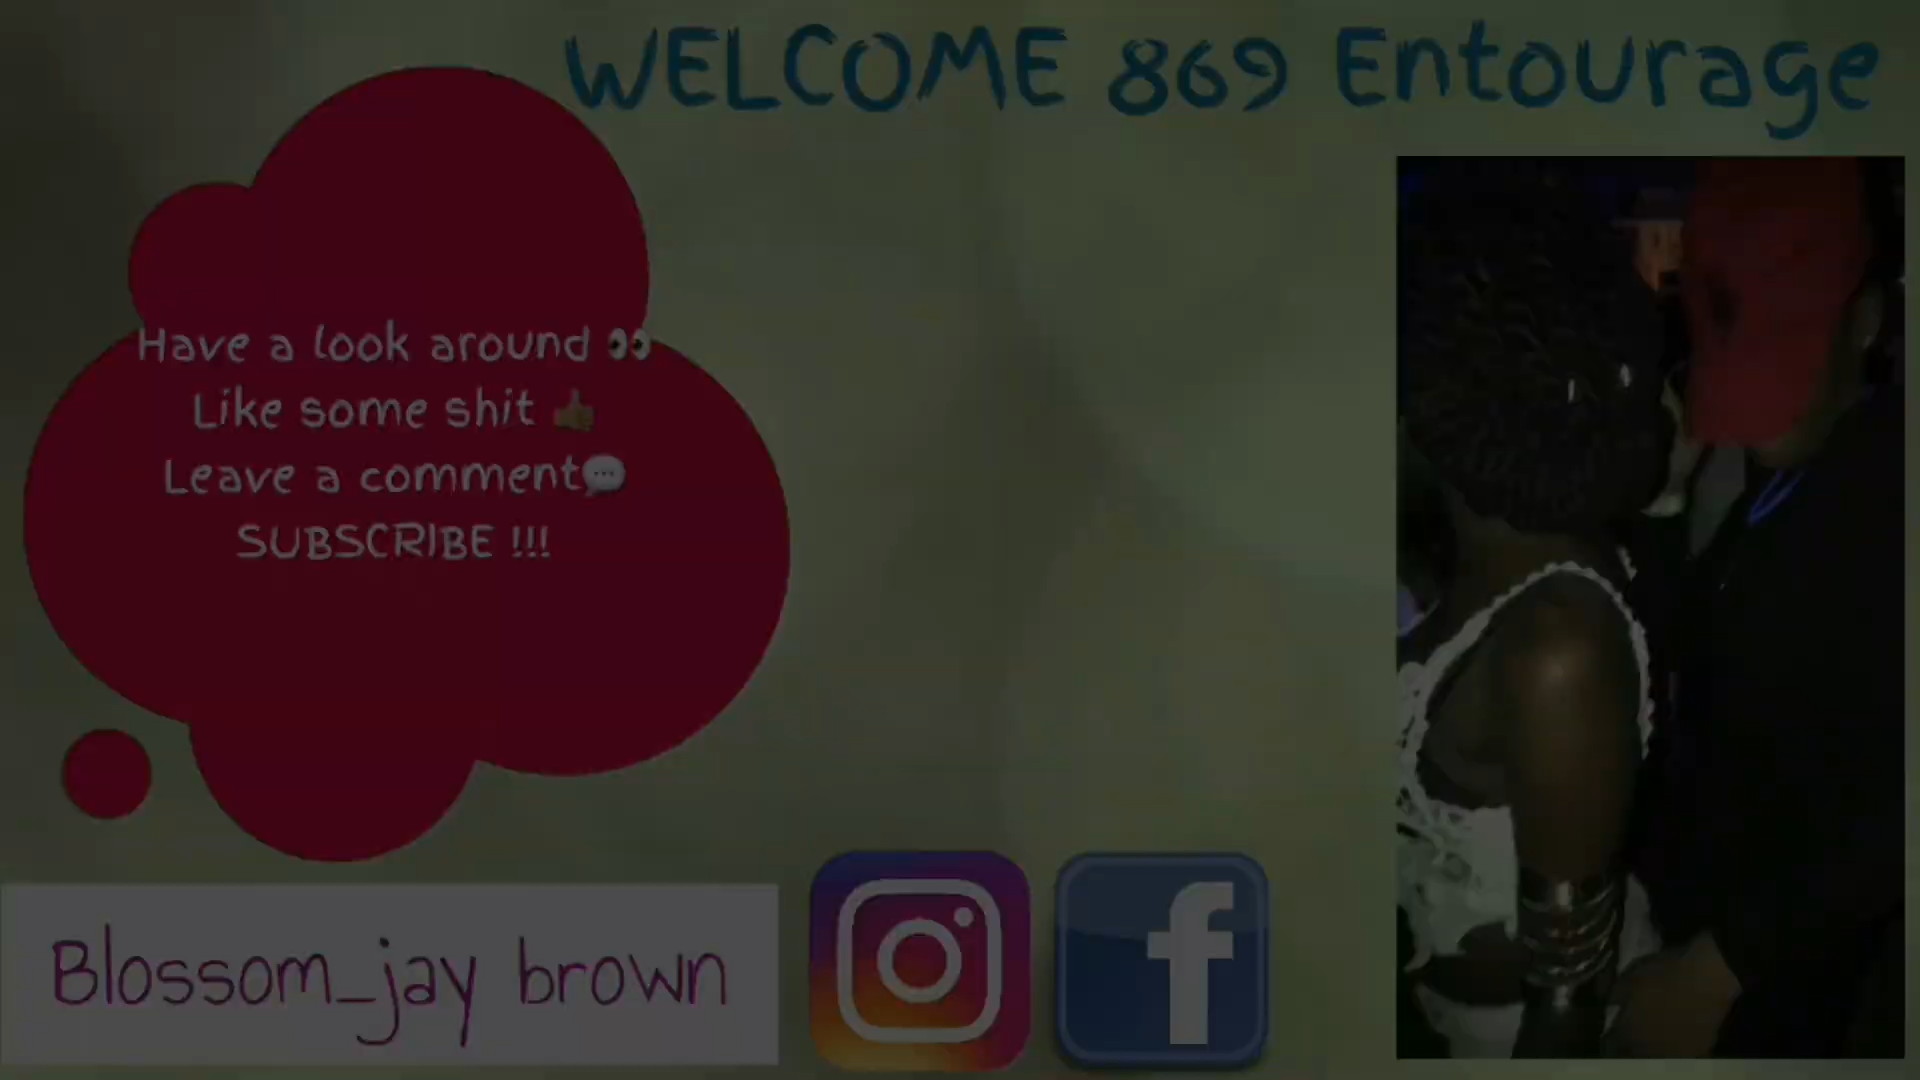 WELCOME 869 Entourage
Have a look around 👀
Like some shit 👍🏽
Leave a comment💬
SUBSCRIBE !!!
Blossom_jay brown